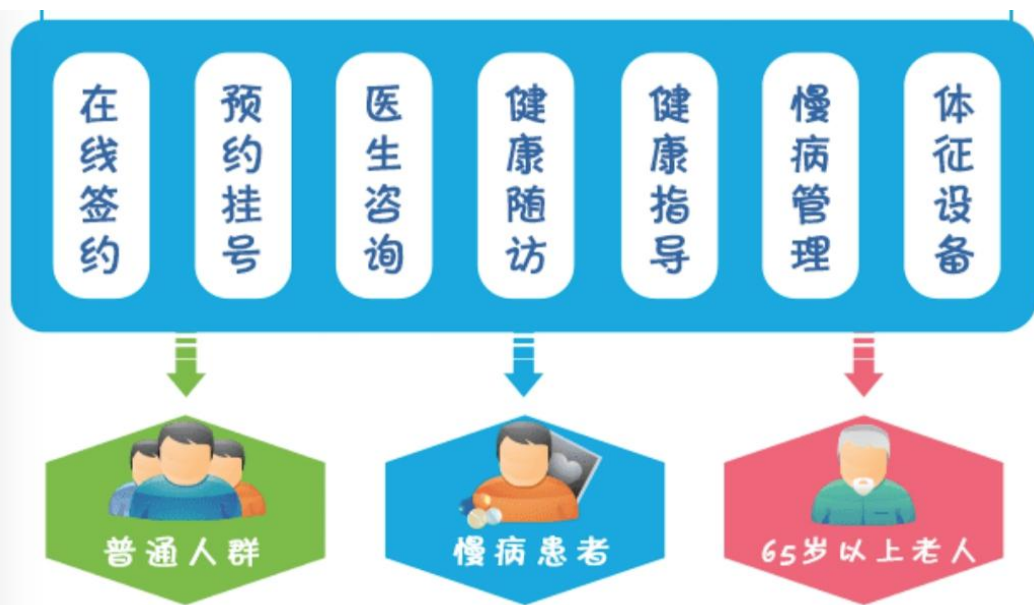 在线签约
预约挂号
医生咨询
健康随访
健康指导
慢病管理
体征设备
普通人群
慢病患者
65岁以上老人